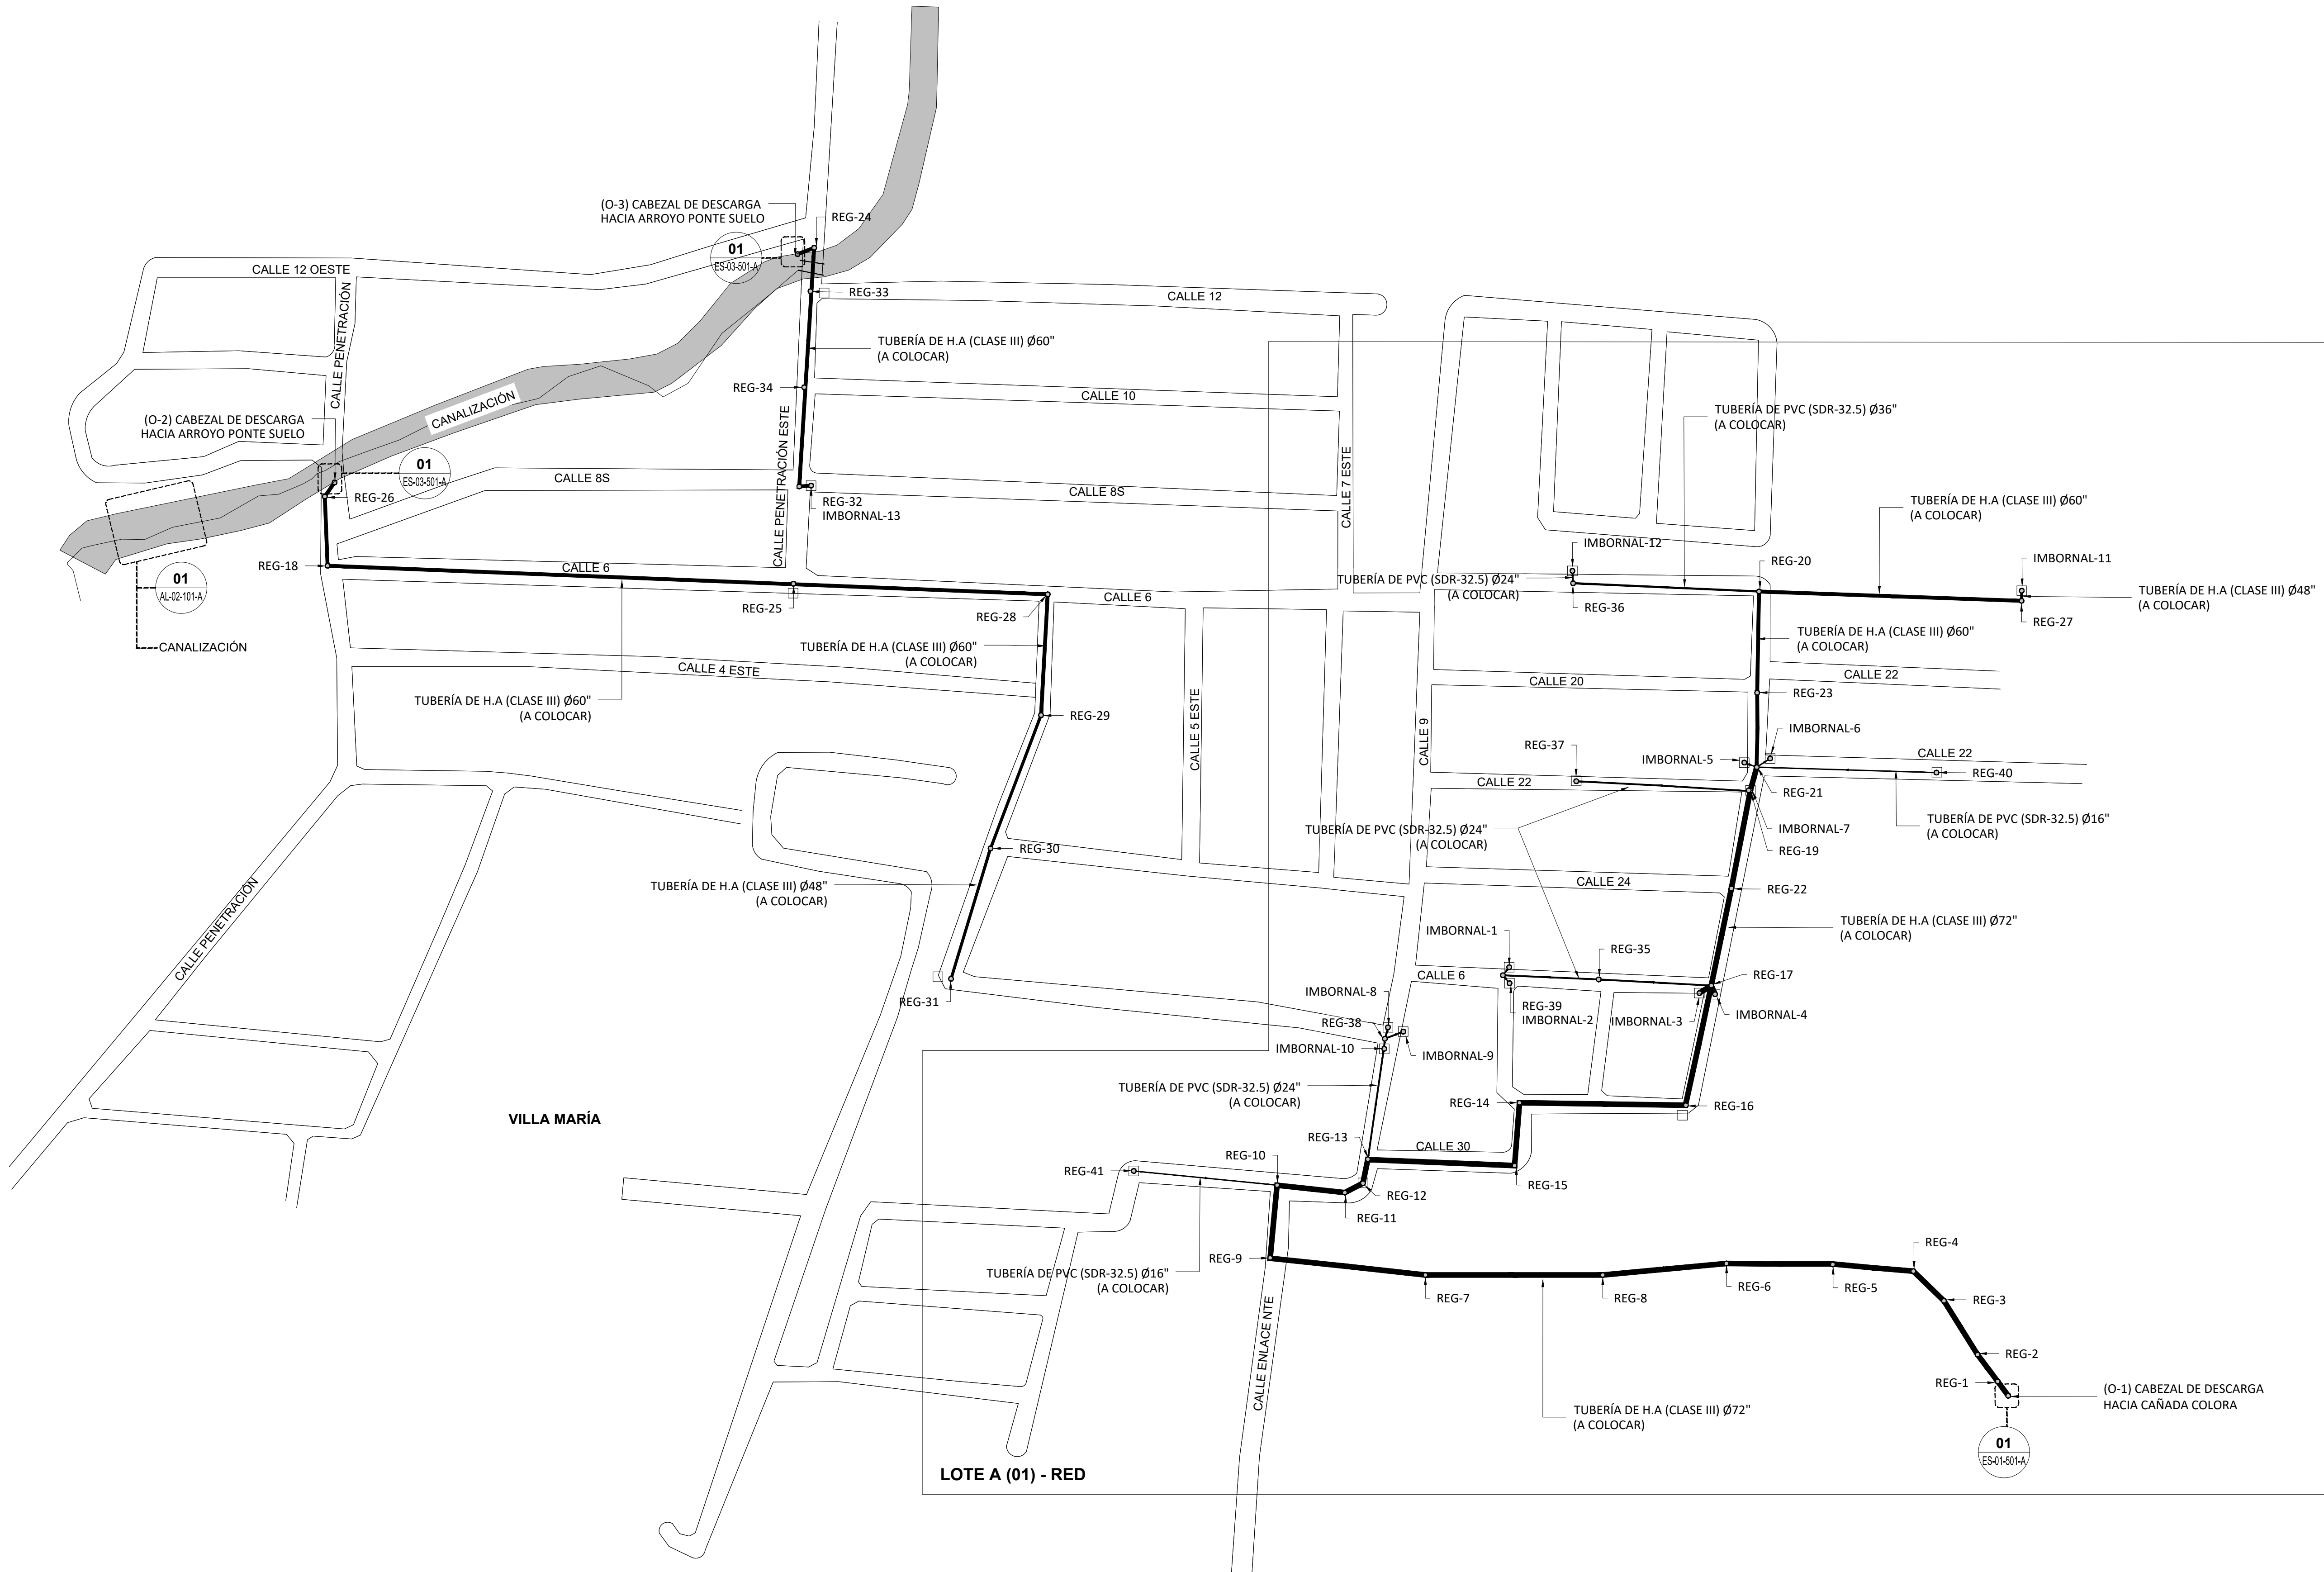 (O-3) CABEZAL DE DESCARGA
HACIA ARROYO PONTE SUELO
REG-24
01
ES-03-501-A
CALLE 12 OESTE
CALLE PENETRACIÓN
REG-33
CALLE 12
TUBERÍA DE H.A (CLASE III) Ø60"
(A COLOCAR)
REG-34
CALLE 10
CANALIZACIÓN
(O-2) CABEZAL DE DESCARGA
HACIA ARROYO PONTE SUELO
CALLE PENETRACIÓN ESTE
TUBERÍA DE PVC (SDR-32.5) Ø36"
(A COLOCAR)
01
ES-03-501-A
CALLE 8S
REG-26
CALLE 8S
CALLE 7 ESTE
REG-32
IMBORNAL-13
TUBERÍA DE H.A (CLASE III) Ø60"
(A COLOCAR)
IMBORNAL-12
REG-20
IMBORNAL-11
REG-18
CALLE 6
TUBERÍA DE PVC (SDR-32.5) Ø24"
(A COLOCAR)
TUBERÍA DE H.A (CLASE III) Ø48"
(A COLOCAR)
01
AL-02-101-A
REG-25
CALLE 6
REG-36
REG-28
REG-27
TUBERÍA DE H.A (CLASE III) Ø60"
(A COLOCAR)
CANALIZACIÓN
TUBERÍA DE H.A (CLASE III) Ø60"
(A COLOCAR)
CALLE 4 ESTE
CALLE 20
CALLE 22
TUBERÍA DE H.A (CLASE III) Ø60"
(A COLOCAR)
REG-23
REG-29
CALLE 5 ESTE
CALLE 9
IMBORNAL-6
REG-37
IMBORNAL-5
CALLE 22
REG-40
CALLE 22
REG-21
TUBERÍA DE PVC (SDR-32.5) Ø24"
(A COLOCAR)
IMBORNAL-7
TUBERÍA DE PVC (SDR-32.5) Ø16"
(A COLOCAR)
REG-19
REG-30
TUBERÍA DE H.A (CLASE III) Ø48"
(A COLOCAR)
CALLE 24
REG-22
CALLE PENETRACIÓN
TUBERÍA DE H.A (CLASE III) Ø72"
(A COLOCAR)
IMBORNAL-1
REG-35
CALLE 6
REG-17
REG-31
IMBORNAL-8
REG-39
IMBORNAL-2
IMBORNAL-3
IMBORNAL-4
REG-38
IMBORNAL-10
IMBORNAL-9
TUBERÍA DE PVC (SDR-32.5) Ø24"
(A COLOCAR)
REG-14
REG-16
VILLA MARÍA
REG-13
CALLE 30
REG-10
REG-41
REG-15
REG-12
REG-11
REG-9
REG-4
TUBERÍA DE PVC (SDR-32.5) Ø16"
(A COLOCAR)
REG-7
REG-8
REG-6
REG-5
REG-3
CALLE ENLACE NTE
REG-2
REG-1
(O-1) CABEZAL DE DESCARGA
HACIA CAÑADA COLORA
TUBERÍA DE H.A (CLASE III) Ø72"
(A COLOCAR)
01
ES-01-501-A
LOTE A (01) - RED